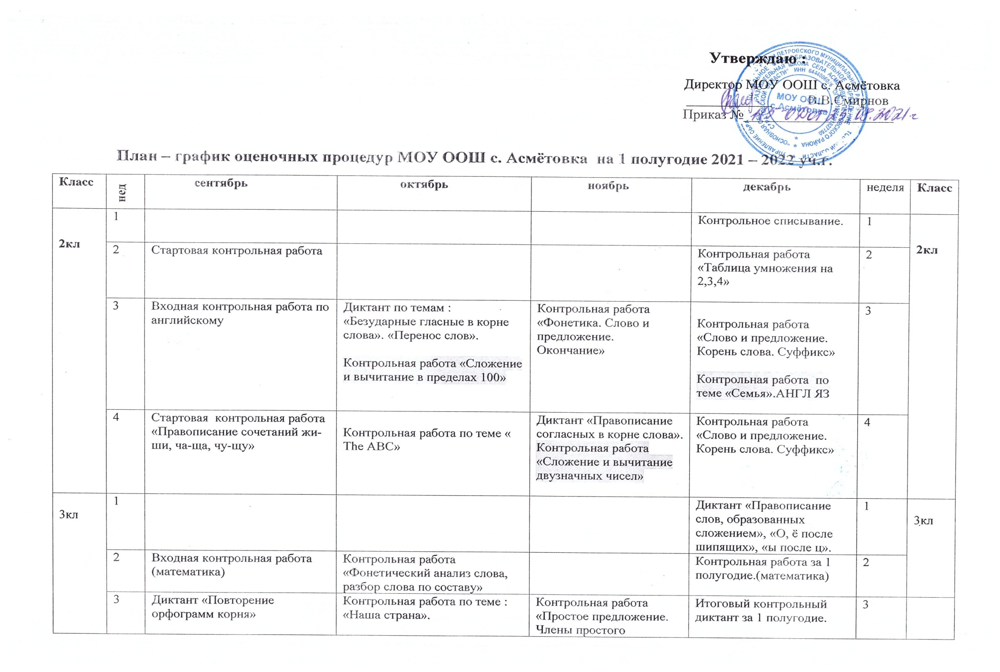 Утверждаю :
Директор МОУ ООШ с. Асмётовка
В.В.Смирнов
Приказ №
МОУ ООШ
с.Асмётовка
План – график оценочных процедур МОУ ООШ с. Асмётовка на 1 полугодие 2021 – 2022 уч.г.
Класс нед сентябрь октябрь ноябрь декабрь неделя Класс
2кл
1
Контрольное списывание.
1
2кл
2
Стартовая контрольная работа
Контрольная работа
«Таблица умножения на
2,3,4»
2
3
Входная контрольная работа по
английскому
Диктант по темам :
«Безударные гласные в корне
слова». «Перенос слов».
Контрольная работа «Сложение
и вычитание в пределах 100»
Контрольная работа
«Фонетика. Слово и
предложение.
Окончание»
Контрольная работа
«Слово и предложение.
Корень слова. Суффикс»
Контрольная работа по
теме «Семья».АНГЛ ЯЗ
3
4
Стартовая контрольная работа
«Правописание сочетаний жи-
ши, ча-ща, чу-щу»
Контрольная работа по теме «
The ABC»
Диктант «Правописание
согласных в корне слова».
Контрольная работа
«Сложение и вычитание
двузначных чисел»
Контрольная работа
«Слово и предложение.
Корень слова. Суффикс»
4
3кл
1
Диктант «Правописание
слов, образованных
сложением», «О, ё после
шипящих», «ы после ц».
1
3кл
2
Входная контрольная работа
(математика)
Контрольная работа
«Фонетический анализ слова,
разбор слова по составу»
Контрольная работа за 1
полугодие.(математика)
2
3
Диктант «Повторение
орфограмм корня»
Контрольная работа по теме :
«Наша страна».
Контрольная работа
«Простое предложение.
Члены простого
Итоговый контрольный
диктант за 1 полугодие.
3